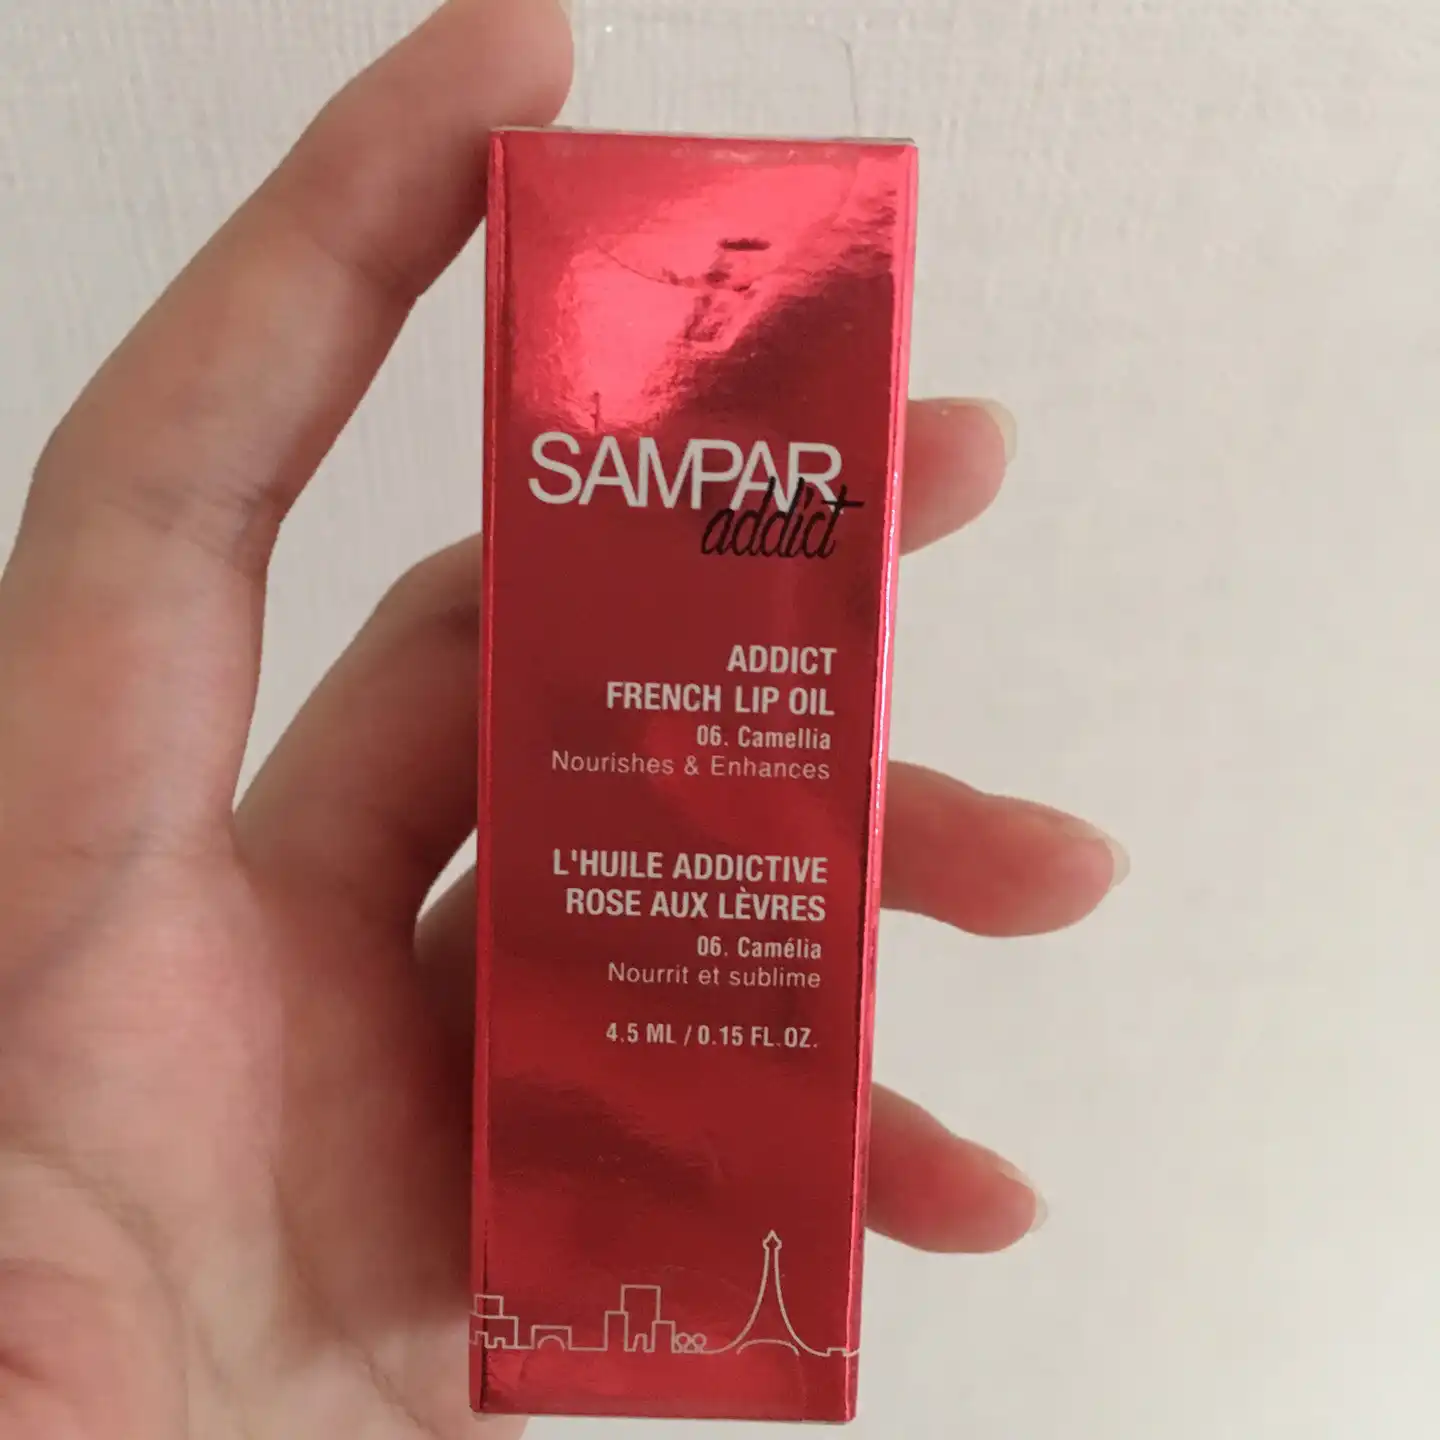 SAMPAR
addict
ADDICT
FRENCH LIP OIL
06. Camellia
Nourishes & Enhances
L'HUILE ADDICTIVE
ROSE AUX LÈVRES
06. Camélia
Nourrit et sublime
4.5 ML / 0.15 FL.OZ.